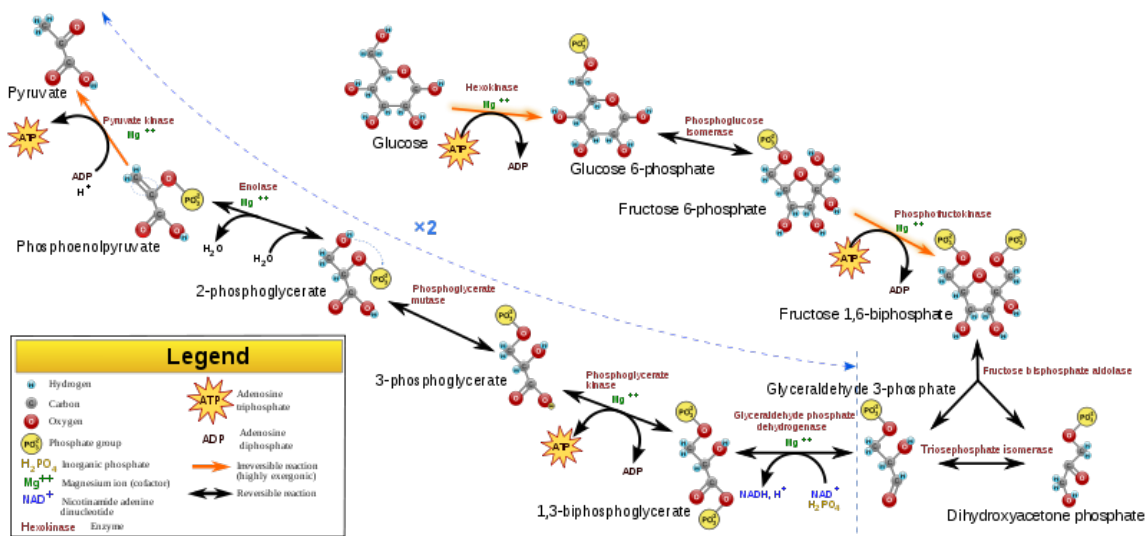 Pyruvate
Pyruvate kinase
Mg ++
ATP
ADP
H+
Phosphoenolpyruvate
Enolase
Mg ++
H2O
H2O
2-phosphoglycerate
Phosphoglycerate
mutase
3-phosphoglycerate
Phosphoglycerate
kinase
Mg ++
ATP
ADP
1,3-biphosphoglycerate
Glyceraldehyde phosphate
dehydrogenase
Mg ++
NADH, H+
NAD+
H2PO4
Glyceraldehyde 3-phosphate
Triosephosphate isomerase
Dihydroxyacetone phosphate
Fructose bisphosphate aldolase
Fructose 1,6-biphosphate
Phosphofructokinase
Mg ++
ATP
ADP
Fructose 6-phosphate
Phosphoglucose
isomerase
Glucose 6-phosphate
Hexokinase
Mg ++
ATP
ADP
Glucose
×2
Legend
H Hydrogen
C Carbon
O Oxygen
Phosphate group
H2PO4 Inorganic phosphate
Mg++ Magnesium ion (cofactor)
NAD+ Nicotinamide adenine
dinucleotide
Hexokinase Enzyme
ATP Adenosine
triphosphate
ADP Adenosine
diphosphate
Irreversible reaction
(highly exergonic)
Reversible reaction